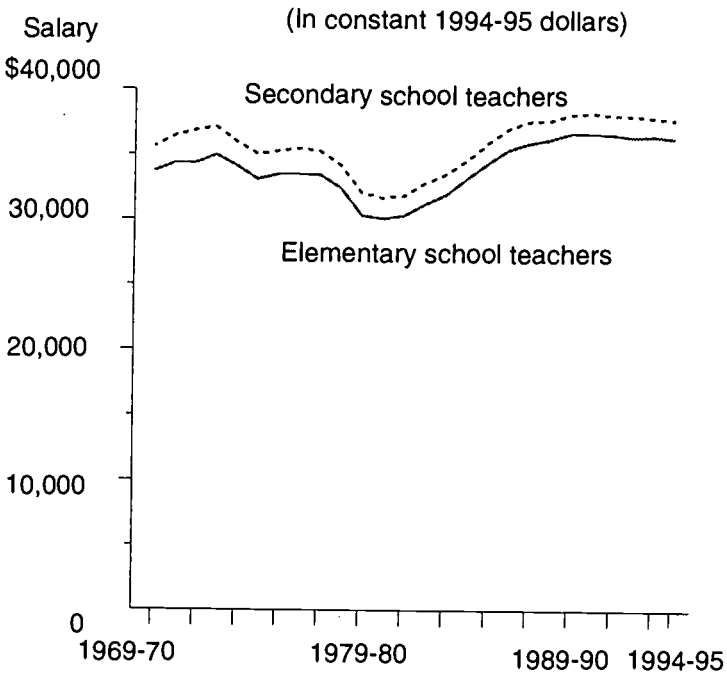 (In constant 1994-95 dollars)
Salary
$40,000
Secondary school teachers
30,000
Elementary school teachers
20,000
10,000
0
1969-70
1979-80
1989-90
1994-95